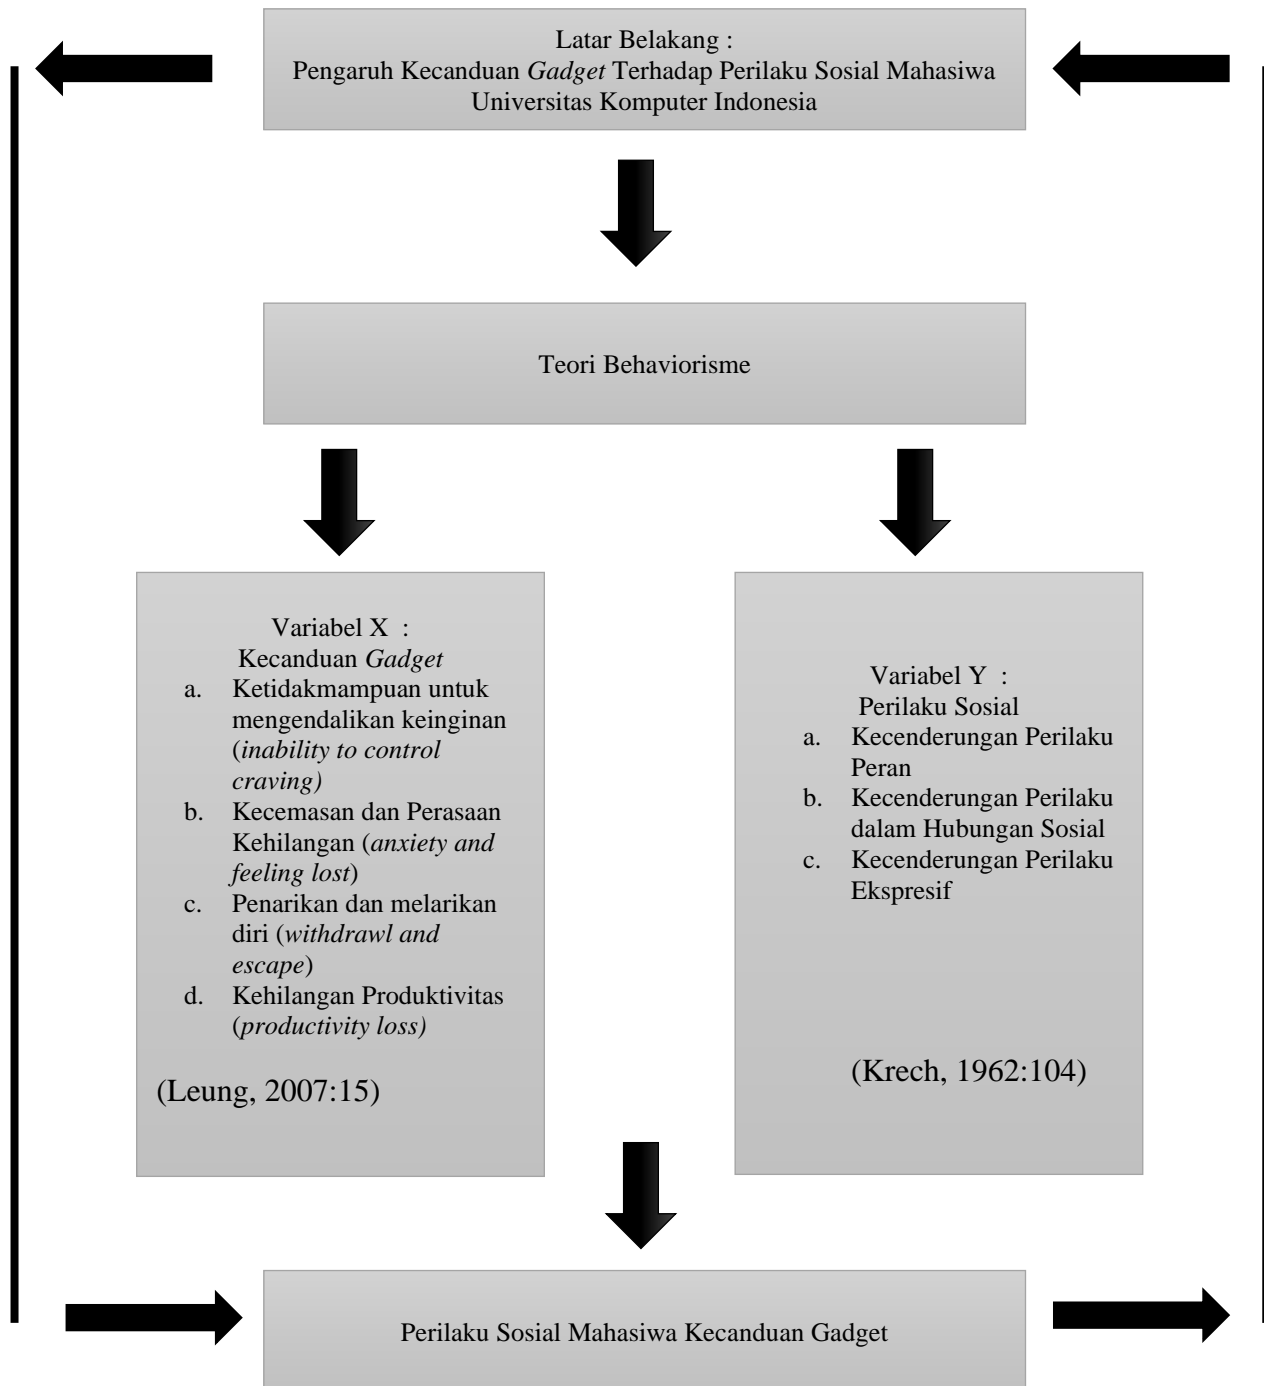 Latar Belakang :
Pengaruh Kecanduan Gadget Terhadap Perilaku Sosial Mahasiwa
Universitas Komputer Indonesia
Teori Behaviorisme
Variabel X :
Kecanduan Gadget
a. Ketidakmampuan untuk
mengendalikan keinginan
(inability to control
craving)
b. Kecemasan dan Perasaan
Kehilangan (anxiety and
feeling lost)
c. Penarikan dan melarikan
diri (withdrawl and
escape)
d. Kehilangan Produktivitas
(productivity loss)
(Leung, 2007:15)
Variabel Y :
Perilaku Sosial
a. Kecenderungan Perilaku
Peran
b. Kecenderungan Perilaku
dalam Hubungan Sosial
c. Kecenderungan Perilaku
Ekspresif
(Krech, 1962:104)
Perilaku Sosial Mahasiwa Kecanduan Gadget